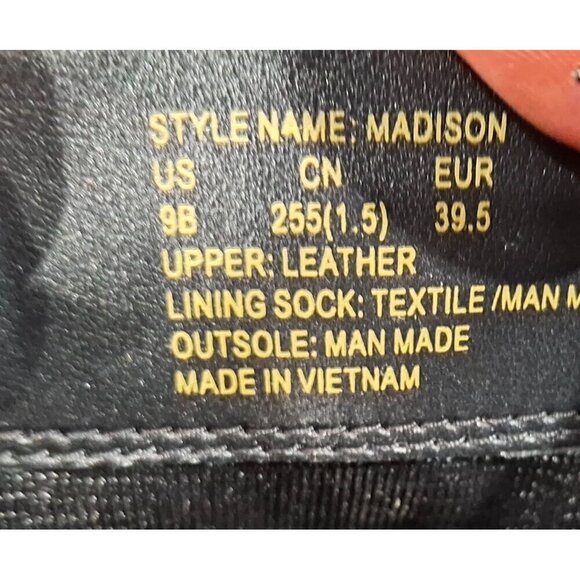 STYLE NAME: MADISON
US CN EUR
9B 255(1.5) 39.5
UPPER: LEATHER
LINING SOCK: TEXTILE /MAN M
OUTSOLE: MAN MADE
MADE IN VIETNAM